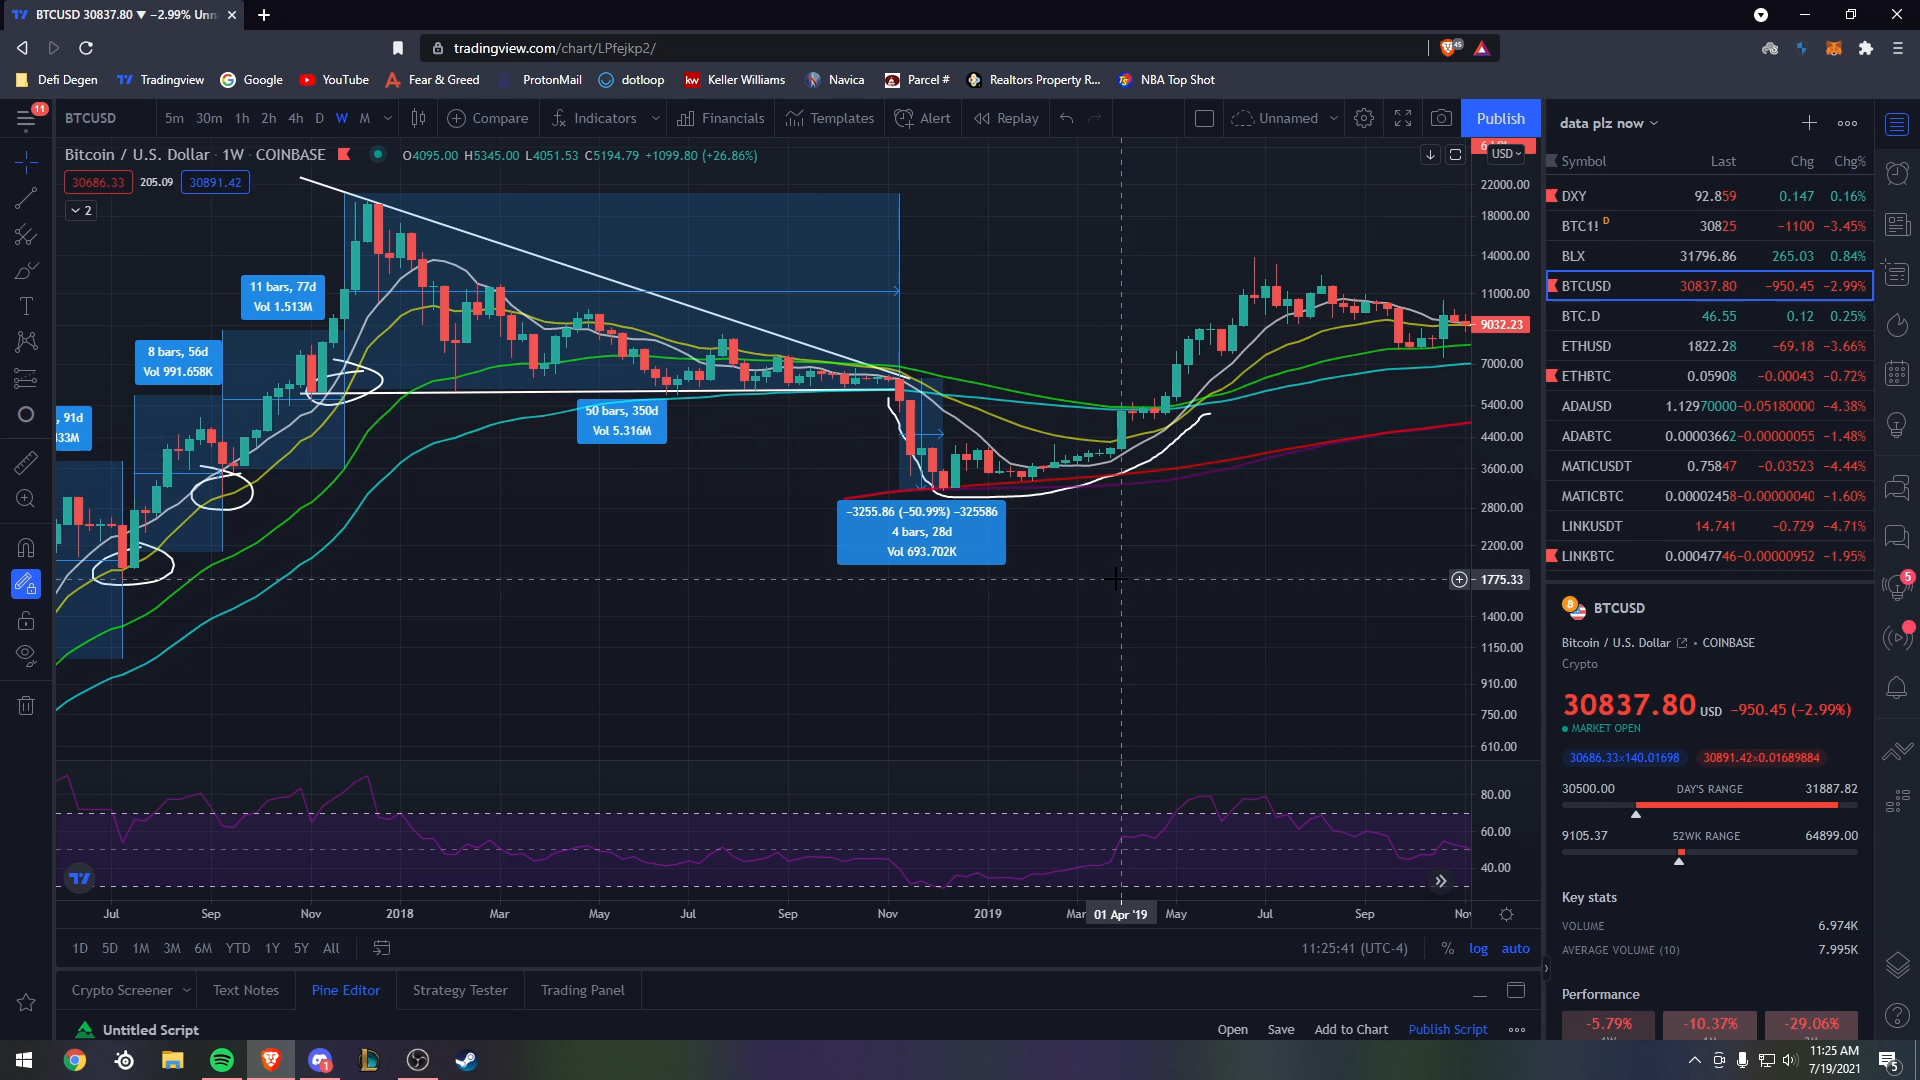 BTCUSD 30837.80 ▼ −2.99% Unn
tradingview.com/chart/LPfejkp2/
45
Defi Degen Tradingview Google YouTube Fear & Greed ProtonMail dotloop kw Keller Williams Navica Parcel # Realtors Property R... NBA Top Shot
11
BTCUSD 5m 30m 1h 2h 4h D W M Compare Indicators Financials Templates Alert Replay Unnamed Publish
Bitcoin / U.S. Dollar · 1W · COINBASE O4095.00 H5345.00 L4051.53 C5194.79 +1099.80 (+26.86%)
30686.33 205.09 30891.42
2
USD
22000.00
18000.00
14000.00
11000.00
9032.23
7000.00
5400.00
4400.00
3600.00
2800.00
2200.00
1775.33
1400.00
1150.00
910.00
750.00
610.00
80.00
60.00
40.00
11 bars, 77d
Vol 1.513M
8 bars, 56d
Vol 991.658K
, 91d
33M
50 bars, 350d
Vol 5.316M
−3255.86 (−50.99%) −325586
4 bars, 28d
Vol 693.702K
Jul Sep Nov 2018 Mar May Jul Sep Nov 2019 Mar 01 Apr '19 May Jul Sep Nov
1D 5D 1M 3M 6M YTD 1Y 5Y All 11:25:41 (UTC-4) % log auto
Crypto Screener Text Notes Pine Editor Strategy Tester Trading Panel
Untitled Script Open Save Add to Chart Publish Script
data plz now
Symbol Last Chg Chg%
DXY 92.859 0.147 0.16%
BTC1! D 30825 −1100 −3.45%
BLX 31796.86 265.03 0.84%
BTCUSD 30837.80 −950.45 −2.99%
BTC.D 46.55 0.12 0.25%
ETHUSD 1822.28 −69.18 −3.66%
ETHBTC 0.05908 −0.00043 −0.72%
ADAUSD 1.12970000 −0.05180000 −4.38%
ADABTC 0.00003662 −0.00000055 −1.48%
MATICUSDT 0.75847 −0.03523 −4.44%
MATICBTC 0.00002458 −0.00000040 −1.60%
LINKUSDT 14.741 −0.729 −4.71%
LINKBTC 0.00047746 −0.00000952 −1.95%
BTCUSD
Bitcoin / U.S. Dollar • COINBASE
Crypto
30837.80 USD −950.45 (−2.99%)
MARKET OPEN
30686.33×140.01698 30891.42×0.01689884
30500.00 DAY'S RANGE 31887.82
9105.37 52WK RANGE 64899.00
Key stats
VOLUME 6.974K
AVERAGE VOLUME (10) 7.995K
Performance
-5.79% -10.37% -29.06%
5
1
11:25 AM
7/19/2021
5